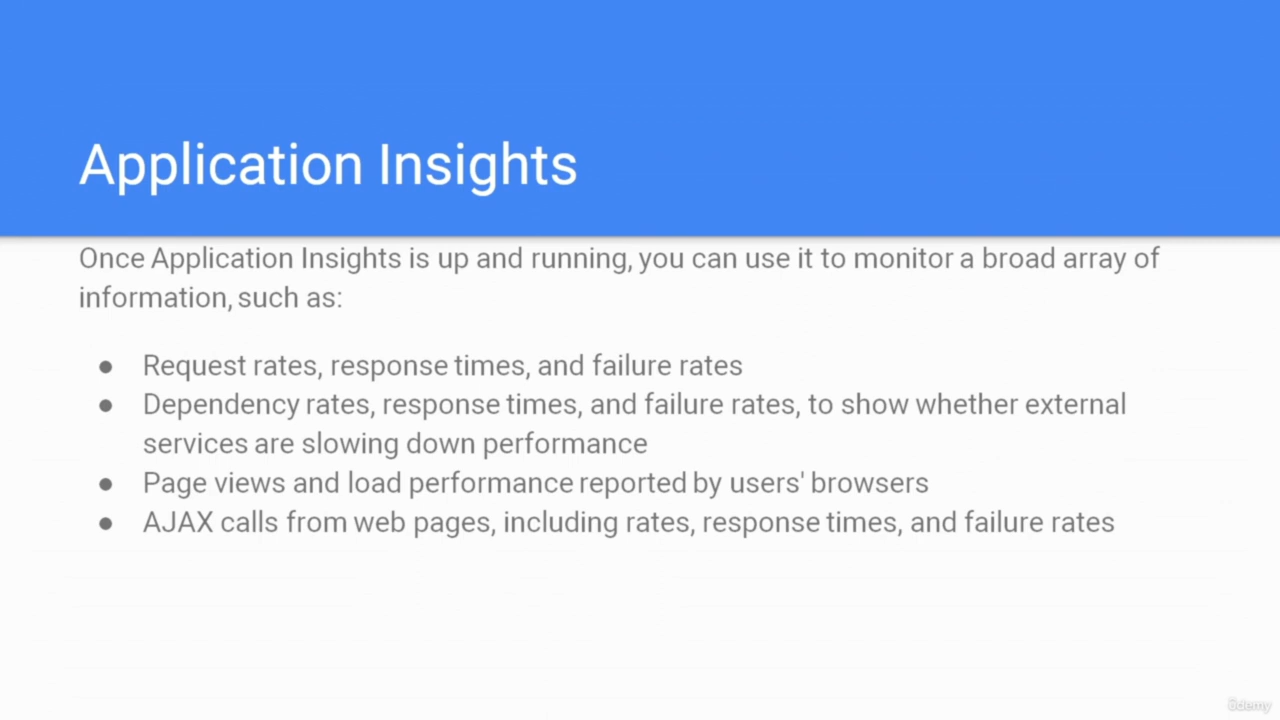 Application Insights
Once Application Insights is up and running, you can use it to monitor a broad array of
information, such as:
● Request rates, response times, and failure rates
● Dependency rates, response times, and failure rates, to show whether external
services are slowing down performance
● Page views and load performance reported by users' browsers
● AJAX calls from web pages, including rates, response times, and failure rates
ûdemy